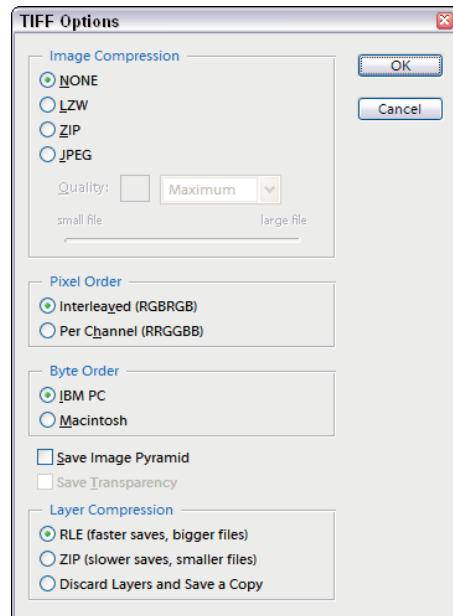 TIFF Options
Image Compression
NONE
LZW
ZIP
JPEG
Quality:
Maximum
small file
large file
OK
Cancel
Pixel Order
Interleaved (RGBRGB)
Per Channel (RRGGBB)
Byte Order
IBM PC
Macintosh
Save Image Pyramid
Save Transparency
Layer Compression
RLE (faster saves, bigger files)
ZIP (slower saves, smaller files)
Discard Layers and Save a Copy